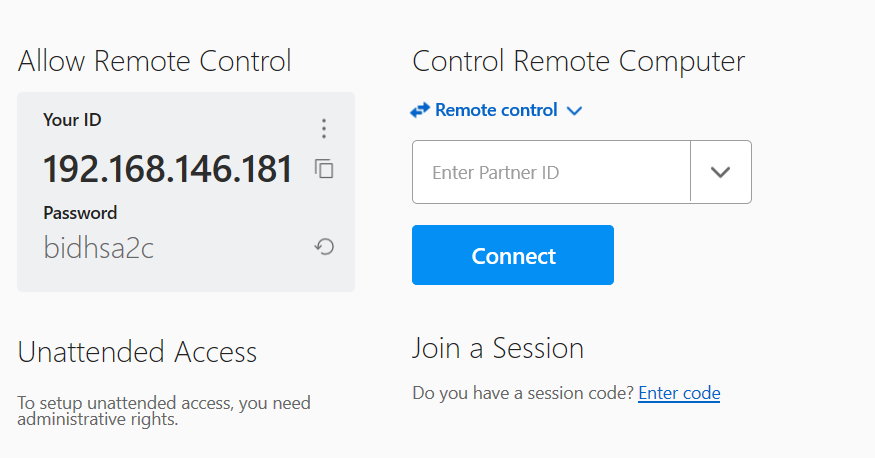 Allow Remote Control
Your ID
192.168.146.181
Password
bidhsa2c
Unattended Access
To setup unattended access, you need
administrative rights.
Control Remote Computer
Remote control
Enter Partner ID
Connect
Join a Session
Do you have a session code? Enter code